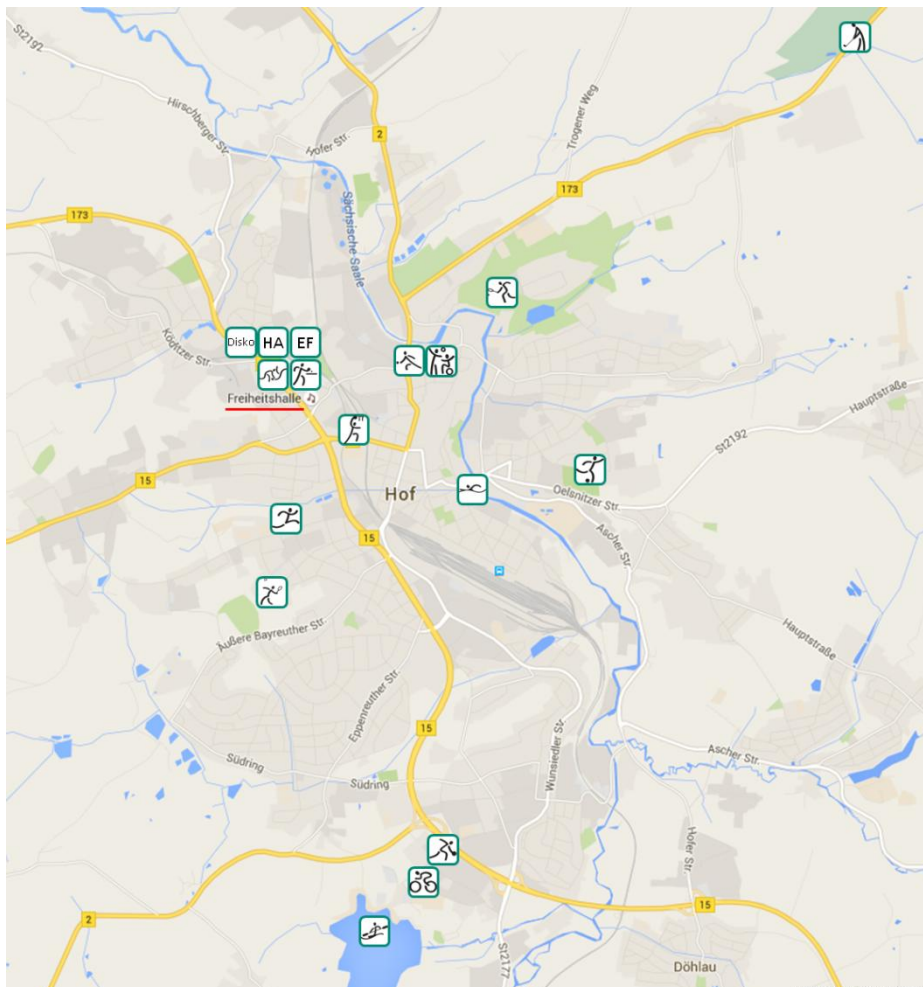 St2192
Hirschberger Str.
Hofer Str.
2
Trogener Weg
173
173
Sächsische Saale
Disko
HA
EF
Köditzer Str.
Freiheitshalle
Hauptstraße
St2192
15
Hof
Oelsnitzer Str.
Ascher Str.
15
Äußere Bayreuther Str.
Hauptstraße
Eppenreuther Str.
15
Wunsiedler Str.
Ascher Str.
Südring
Südring
Hofer Str.
15
2
St2177
Döhlau